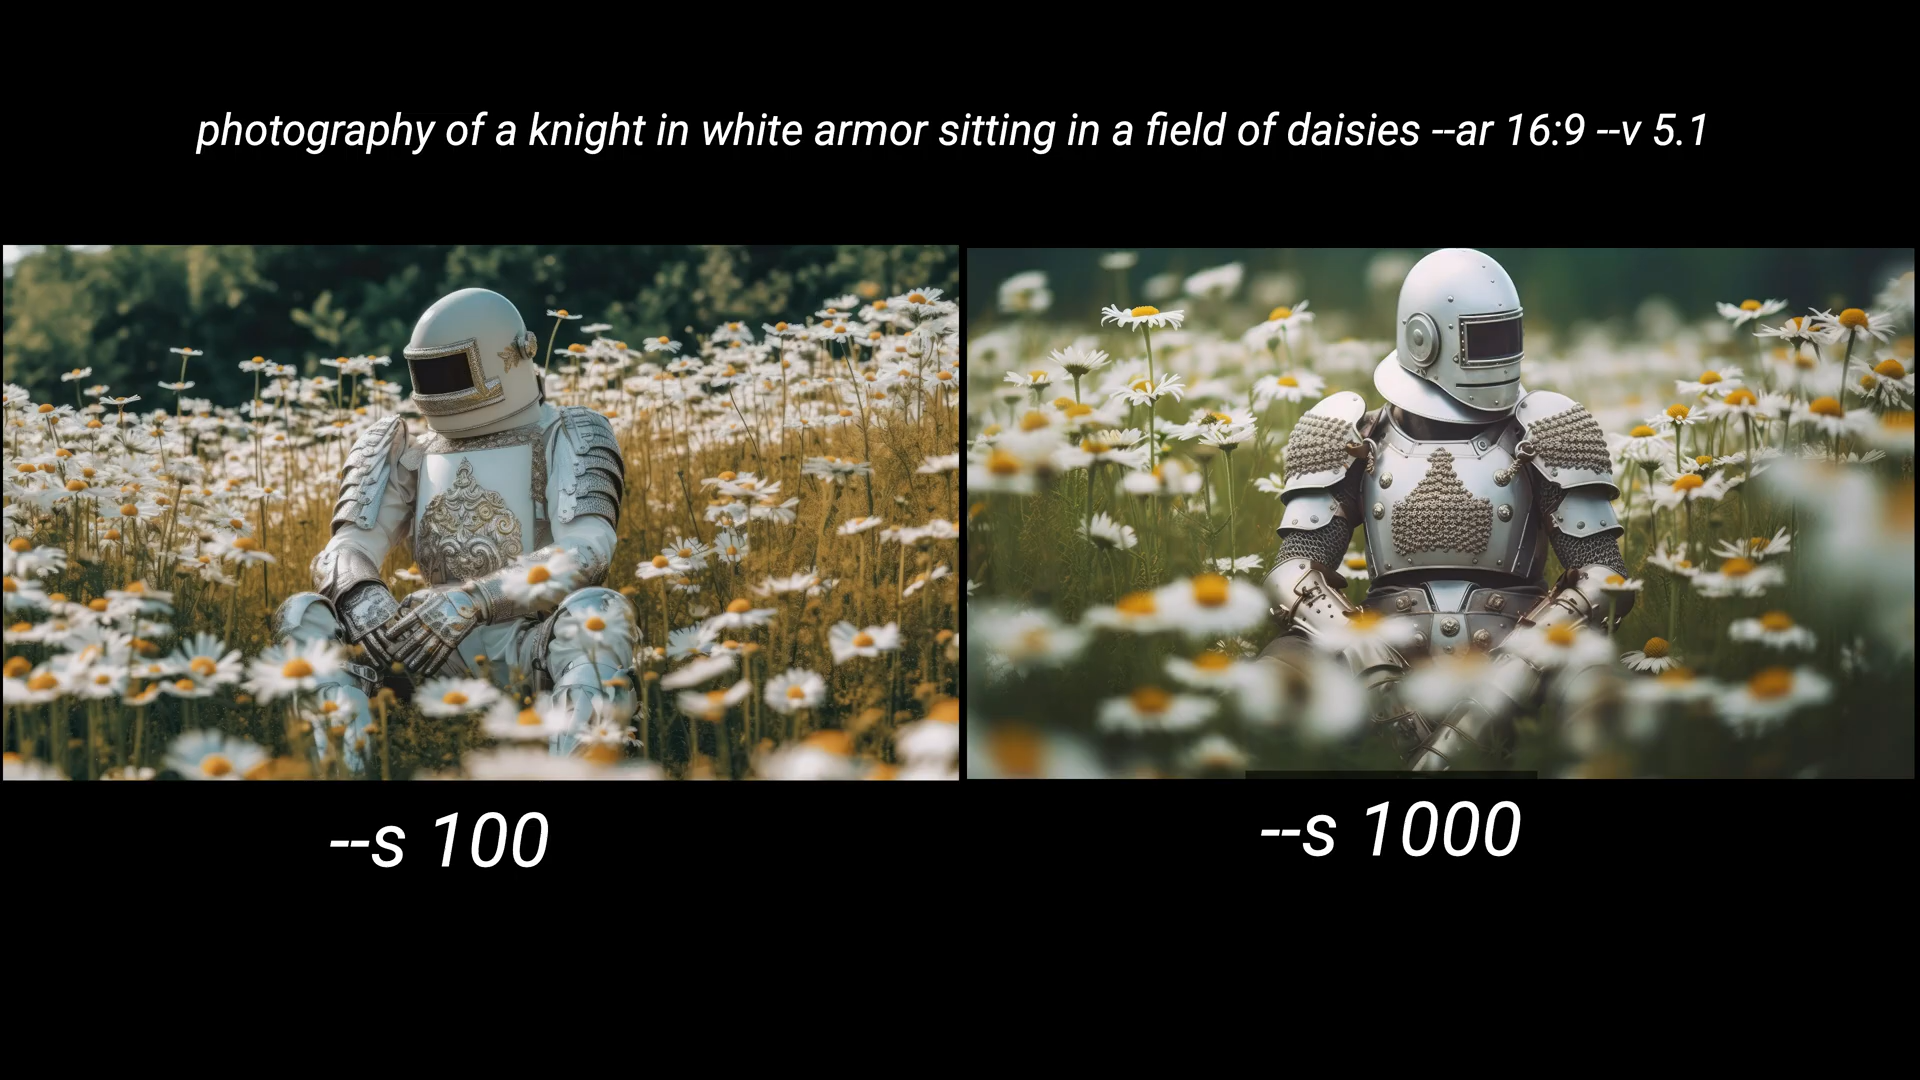 photography of a knight in white armor sitting in a field of daisies --ar 16:9 --v 5.1
--s 100
--s 1000